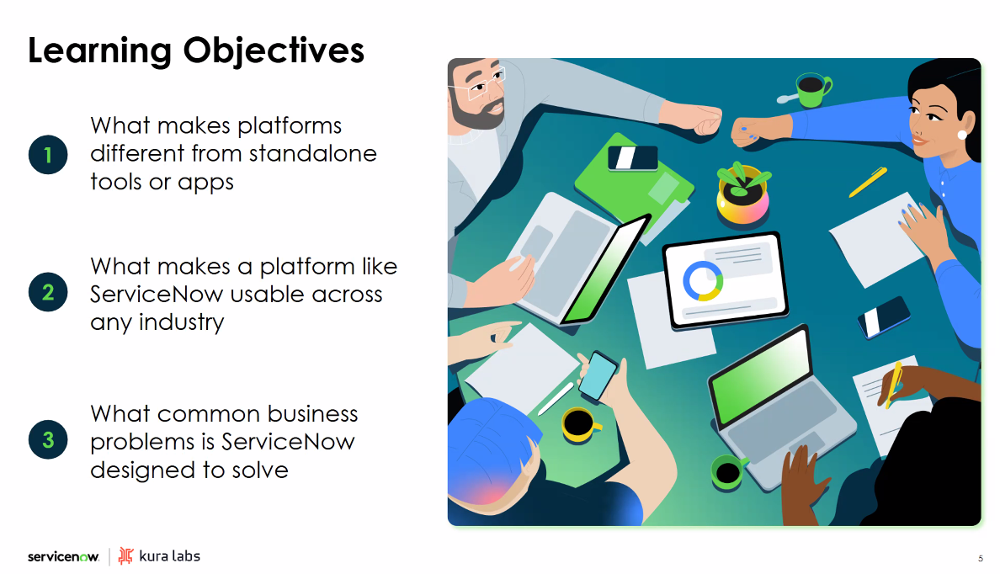 Learning Objectives
1
What makes platforms
different from standalone
tools or apps
2
What makes a platform like
ServiceNow usable across
any industry
3
What common business
problems is ServiceNow
designed to solve
servicenow.
kura labs
5